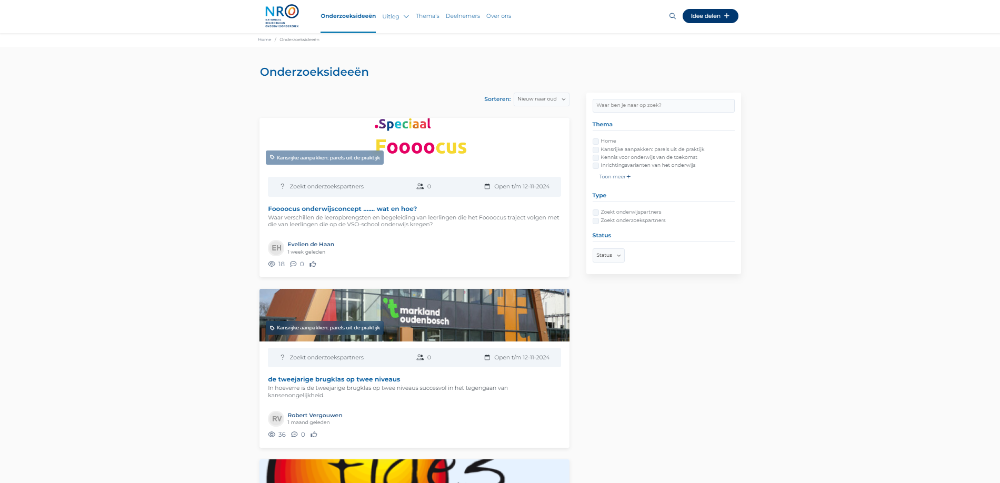 NRO
NATIONAAL
REGIEORGAAN
ONDERWIJSONDERZOEK
Onderzoeksideeën Uitleg Thema's Deelnemers Over ons
Idee delen +
Home / Onderzoeksideeën
Onderzoeksideeën
Sorteren: Nieuw naar oud
.Speciaal
Foooocus
Kansrijke aanpakken: parels uit de praktijk
? Zoekt onderzoekspartners 0 Open t/m 12-11-2024
Foooocus onderwijsconcept ....... wat en hoe?
Waar verschillen de leeropbrengsten en begeleiding van leerlingen die het Foooocus traject volgen met
die van leerlingen die op de VSO-school onderwijs kregen?
EH Evelien de Haan
1 week geleden
18 0
't markland
oudenbosch
Kansrijke aanpakken: parels uit de praktijk
? Zoekt onderzoekspartners 0 Open t/m 12-11-2024
de tweejarige brugklas op twee niveaus
In hoeverre is de tweejarige brugklas op twee niveaus succesvol in het tegengaan van
kansenongelijkheid.
RV Robert Vergouwen
1 maand geleden
36 0
Waar ben je naar op zoek?
Thema
Home
Kansrijke aanpakken: parels uit de praktijk
Kennis voor onderwijs van de toekomst
Inrichtingsvarianten van het onderwijs
Toon meer +
Type
Zoekt onderwijspartners
Zoekt onderzoekspartners
Status
Status